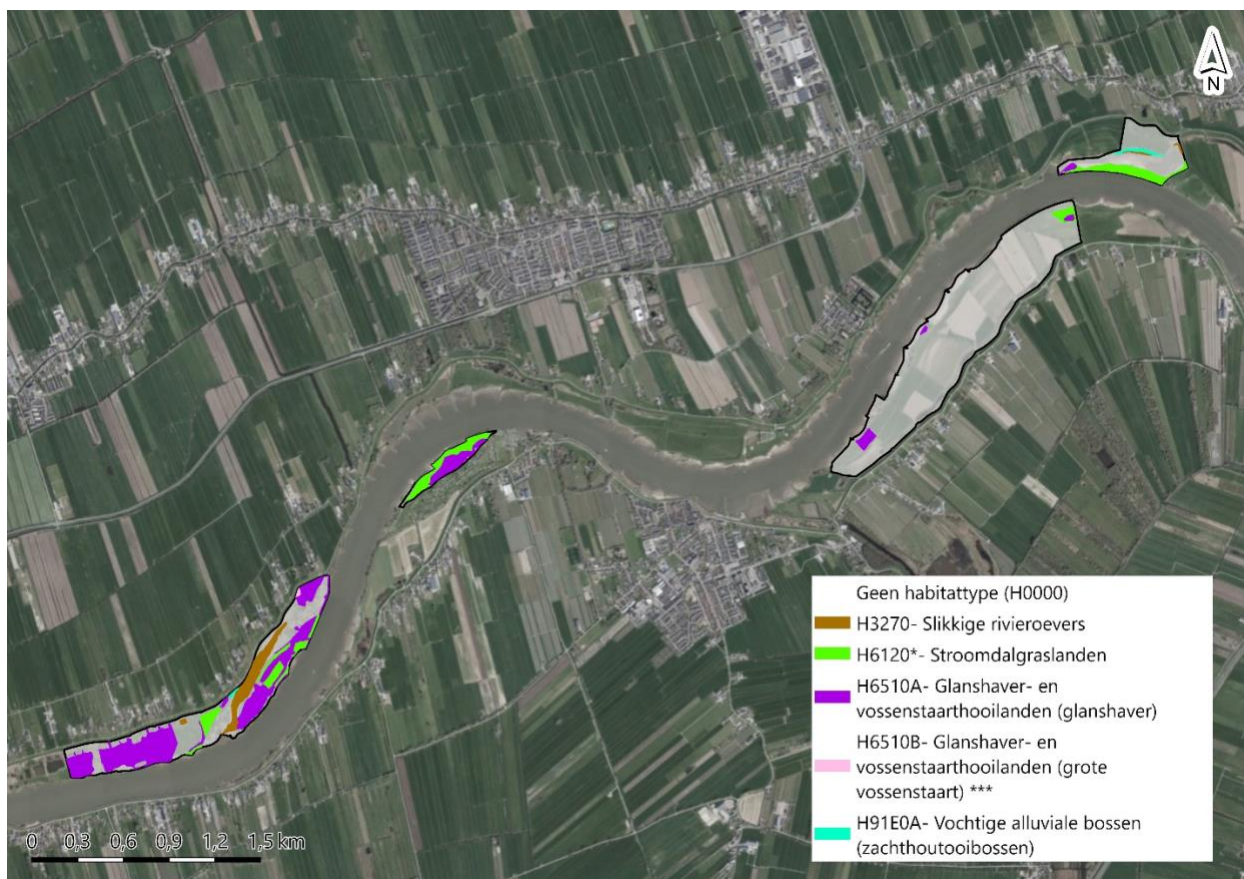 N
Geen habitattype (H0000)
H3270- Slikkige rivieroevers
H6120*- Stroomdalgraslanden
H6510A- Glanshaver- en
vossenstaarthooilanden (glanshaver)
H6510B- Glanshaver- en
vossenstaarthooilanden (grote
vossenstaart) ***
H91E0A- Vochtige alluviale bossen
(zachthoutooibossen)
0 0,3 0,6 0,9 1,2 1,5 km